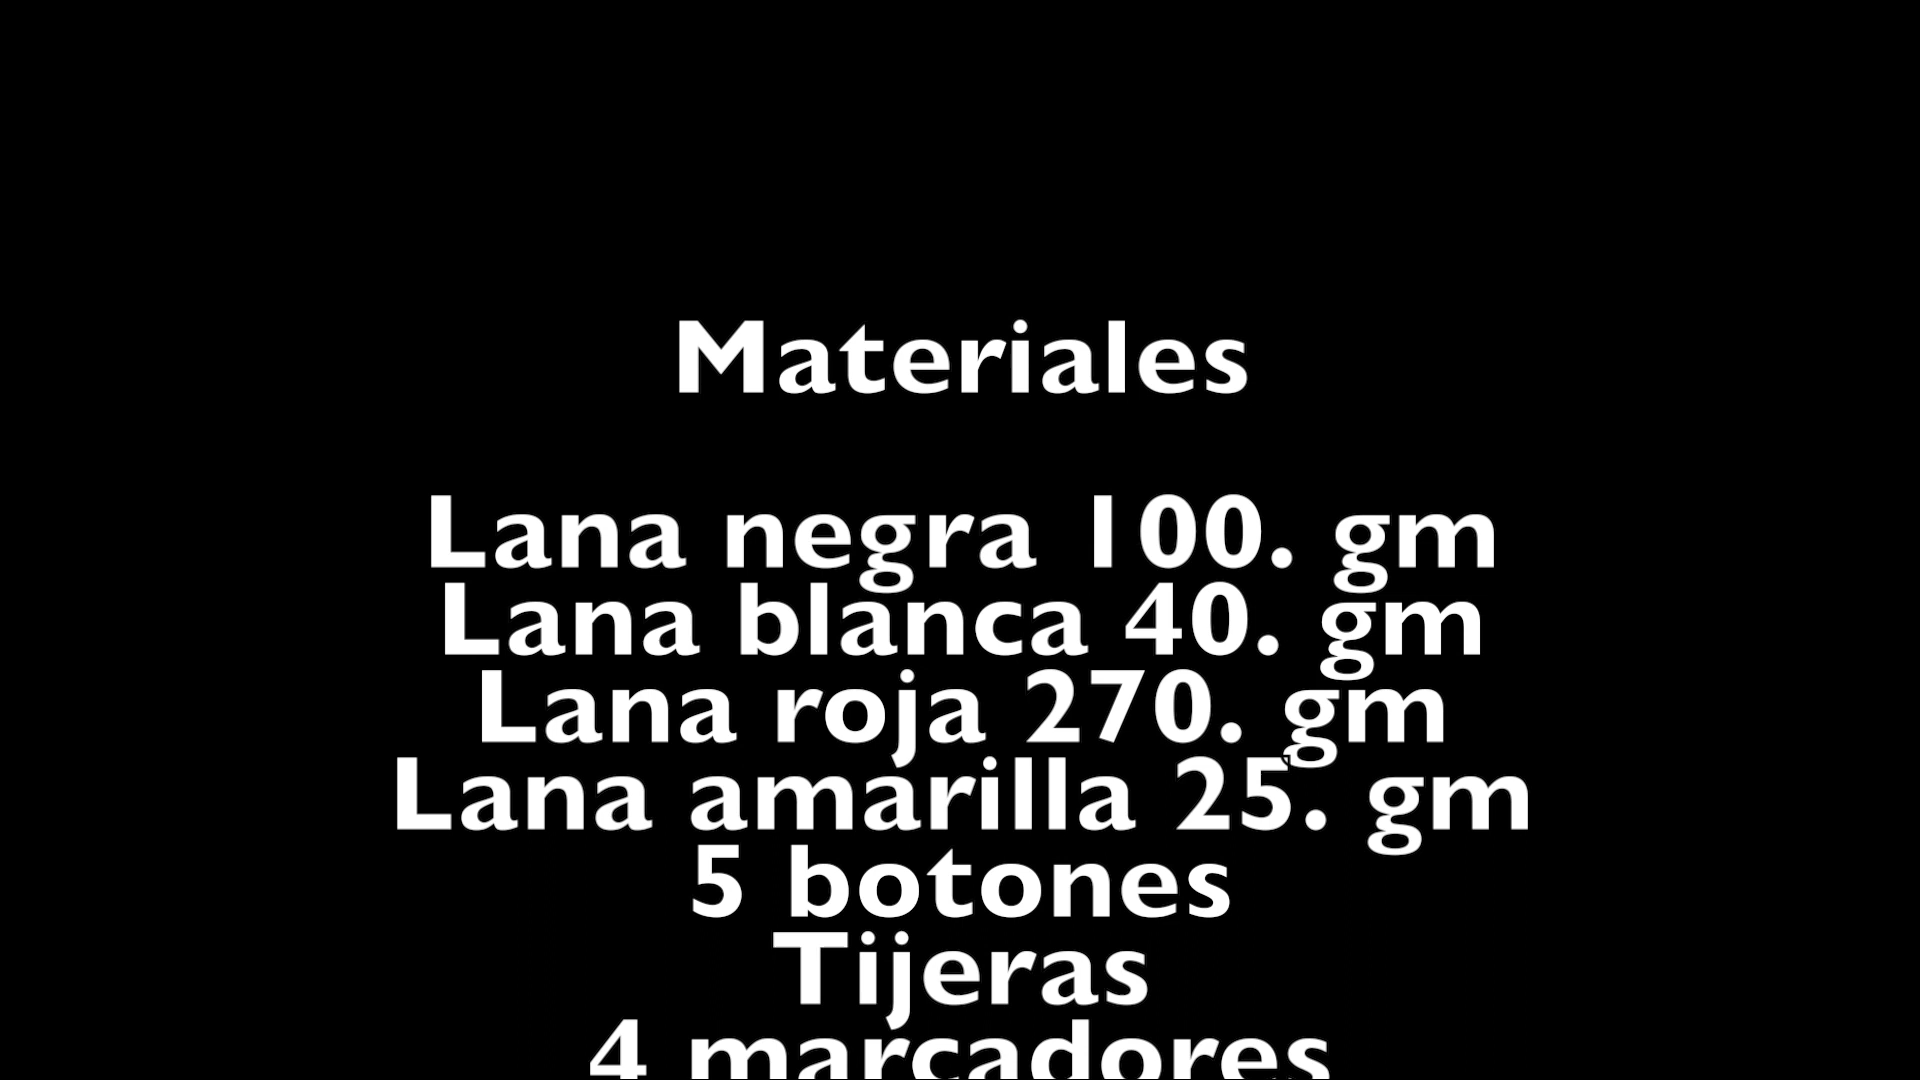 Materiales
Lana negra 100. gm
Lana blanca 40. gm
Lana roja 270. gm
Lana amarilla 25. gm
5 botones
Tijeras
4 marcadores